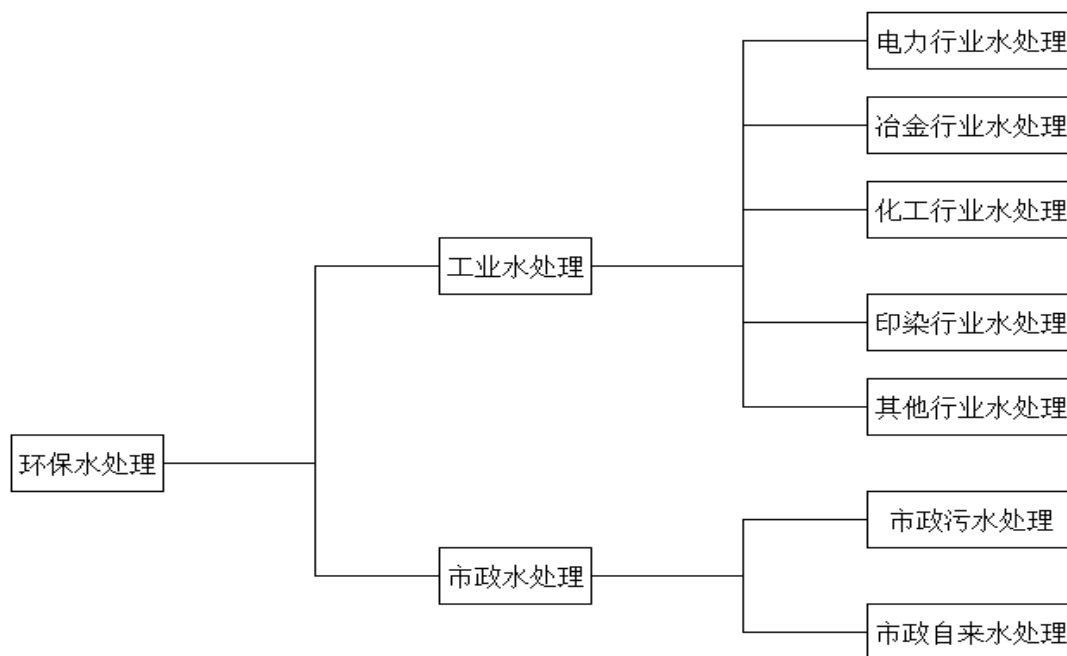 电力行业水处理
冶金行业水处理
化工行业水处理
工业水处理
印染行业水处理
其他行业水处理
环保水处理
市政污水处理
市政水处理
市政自来水处理